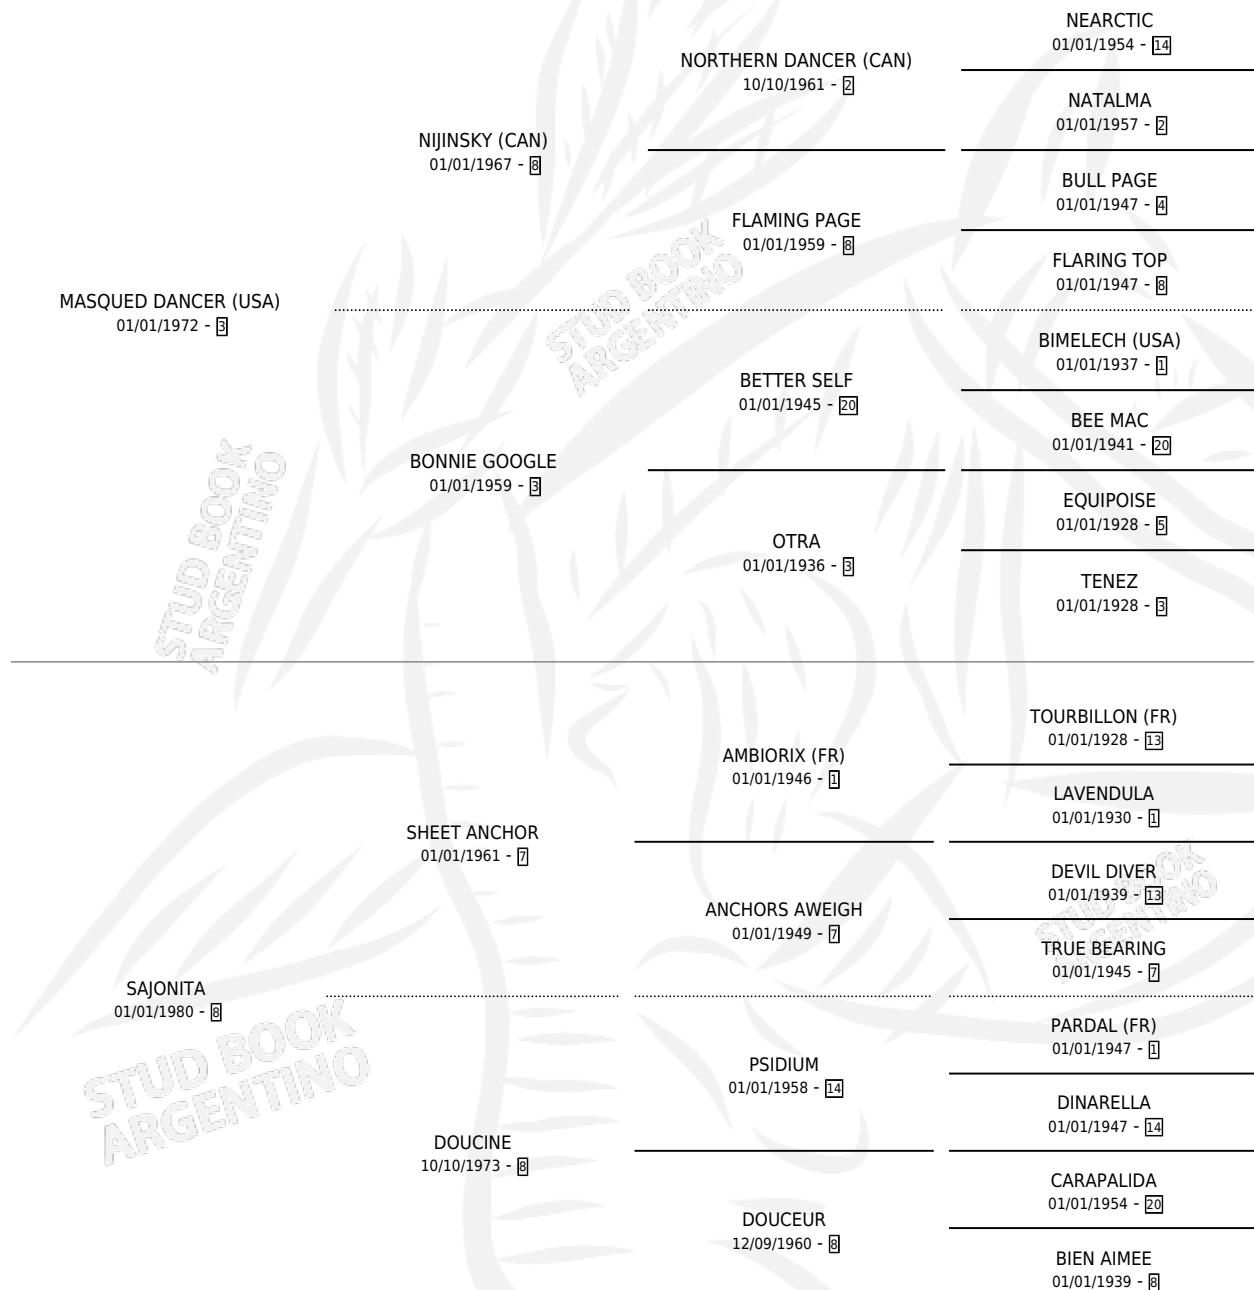 NEARCTIC
01/01/1954 - 14
NORTHERN DANCER (CAN)
10/10/1961 - 2
NATALMA
01/01/1957 - 2
NIJINSKY (CAN)
01/01/1967 - 8
BULL PAGE
01/01/1947 - 4
FLAMING PAGE
01/01/1959 - 8
FLARING TOP
01/01/1947 - 8
MASQUED DANCER (USA)
01/01/1972 - 3
STUD BOOK
ARGENTINO
BIMELECH (USA)
01/01/1937 - 1
BETTER SELF
01/01/1945 - 20
BEE MAC
01/01/1941 - 20
BONNIE GOOGLE
01/01/1959 - 3
EQUIPOISE
01/01/1928 - 5
OTRA
01/01/1936 - 3
TENEZ
01/01/1928 - 3
STUD BOOK
ARGENTINO
TOURBILLON (FR)
01/01/1928 - 13
AMBIORIX (FR)
01/01/1946 - 1
LAVENDULA
01/01/1930 - 1
SHEET ANCHOR
01/01/1961 - 7
DEVIL DIVER
01/01/1939 - 13
ANCHORS AWEIGH
01/01/1949 - 7
STUD BOOK
ARGENTINO
TRUE BEARING
01/01/1945 - 7
SAJONITA
01/01/1980 - 8
STUD BOOK
ARGENTINO
PARDAL (FR)
01/01/1947 - 1
PSIDIUM
01/01/1958 - 14
DINARELLA
01/01/1947 - 14
DOUCINE
10/10/1973 - 8
CARAPALIDA
01/01/1954 - 20
DOUCEUR
12/09/1960 - 8
BIEN AIMEE
01/01/1939 - 8